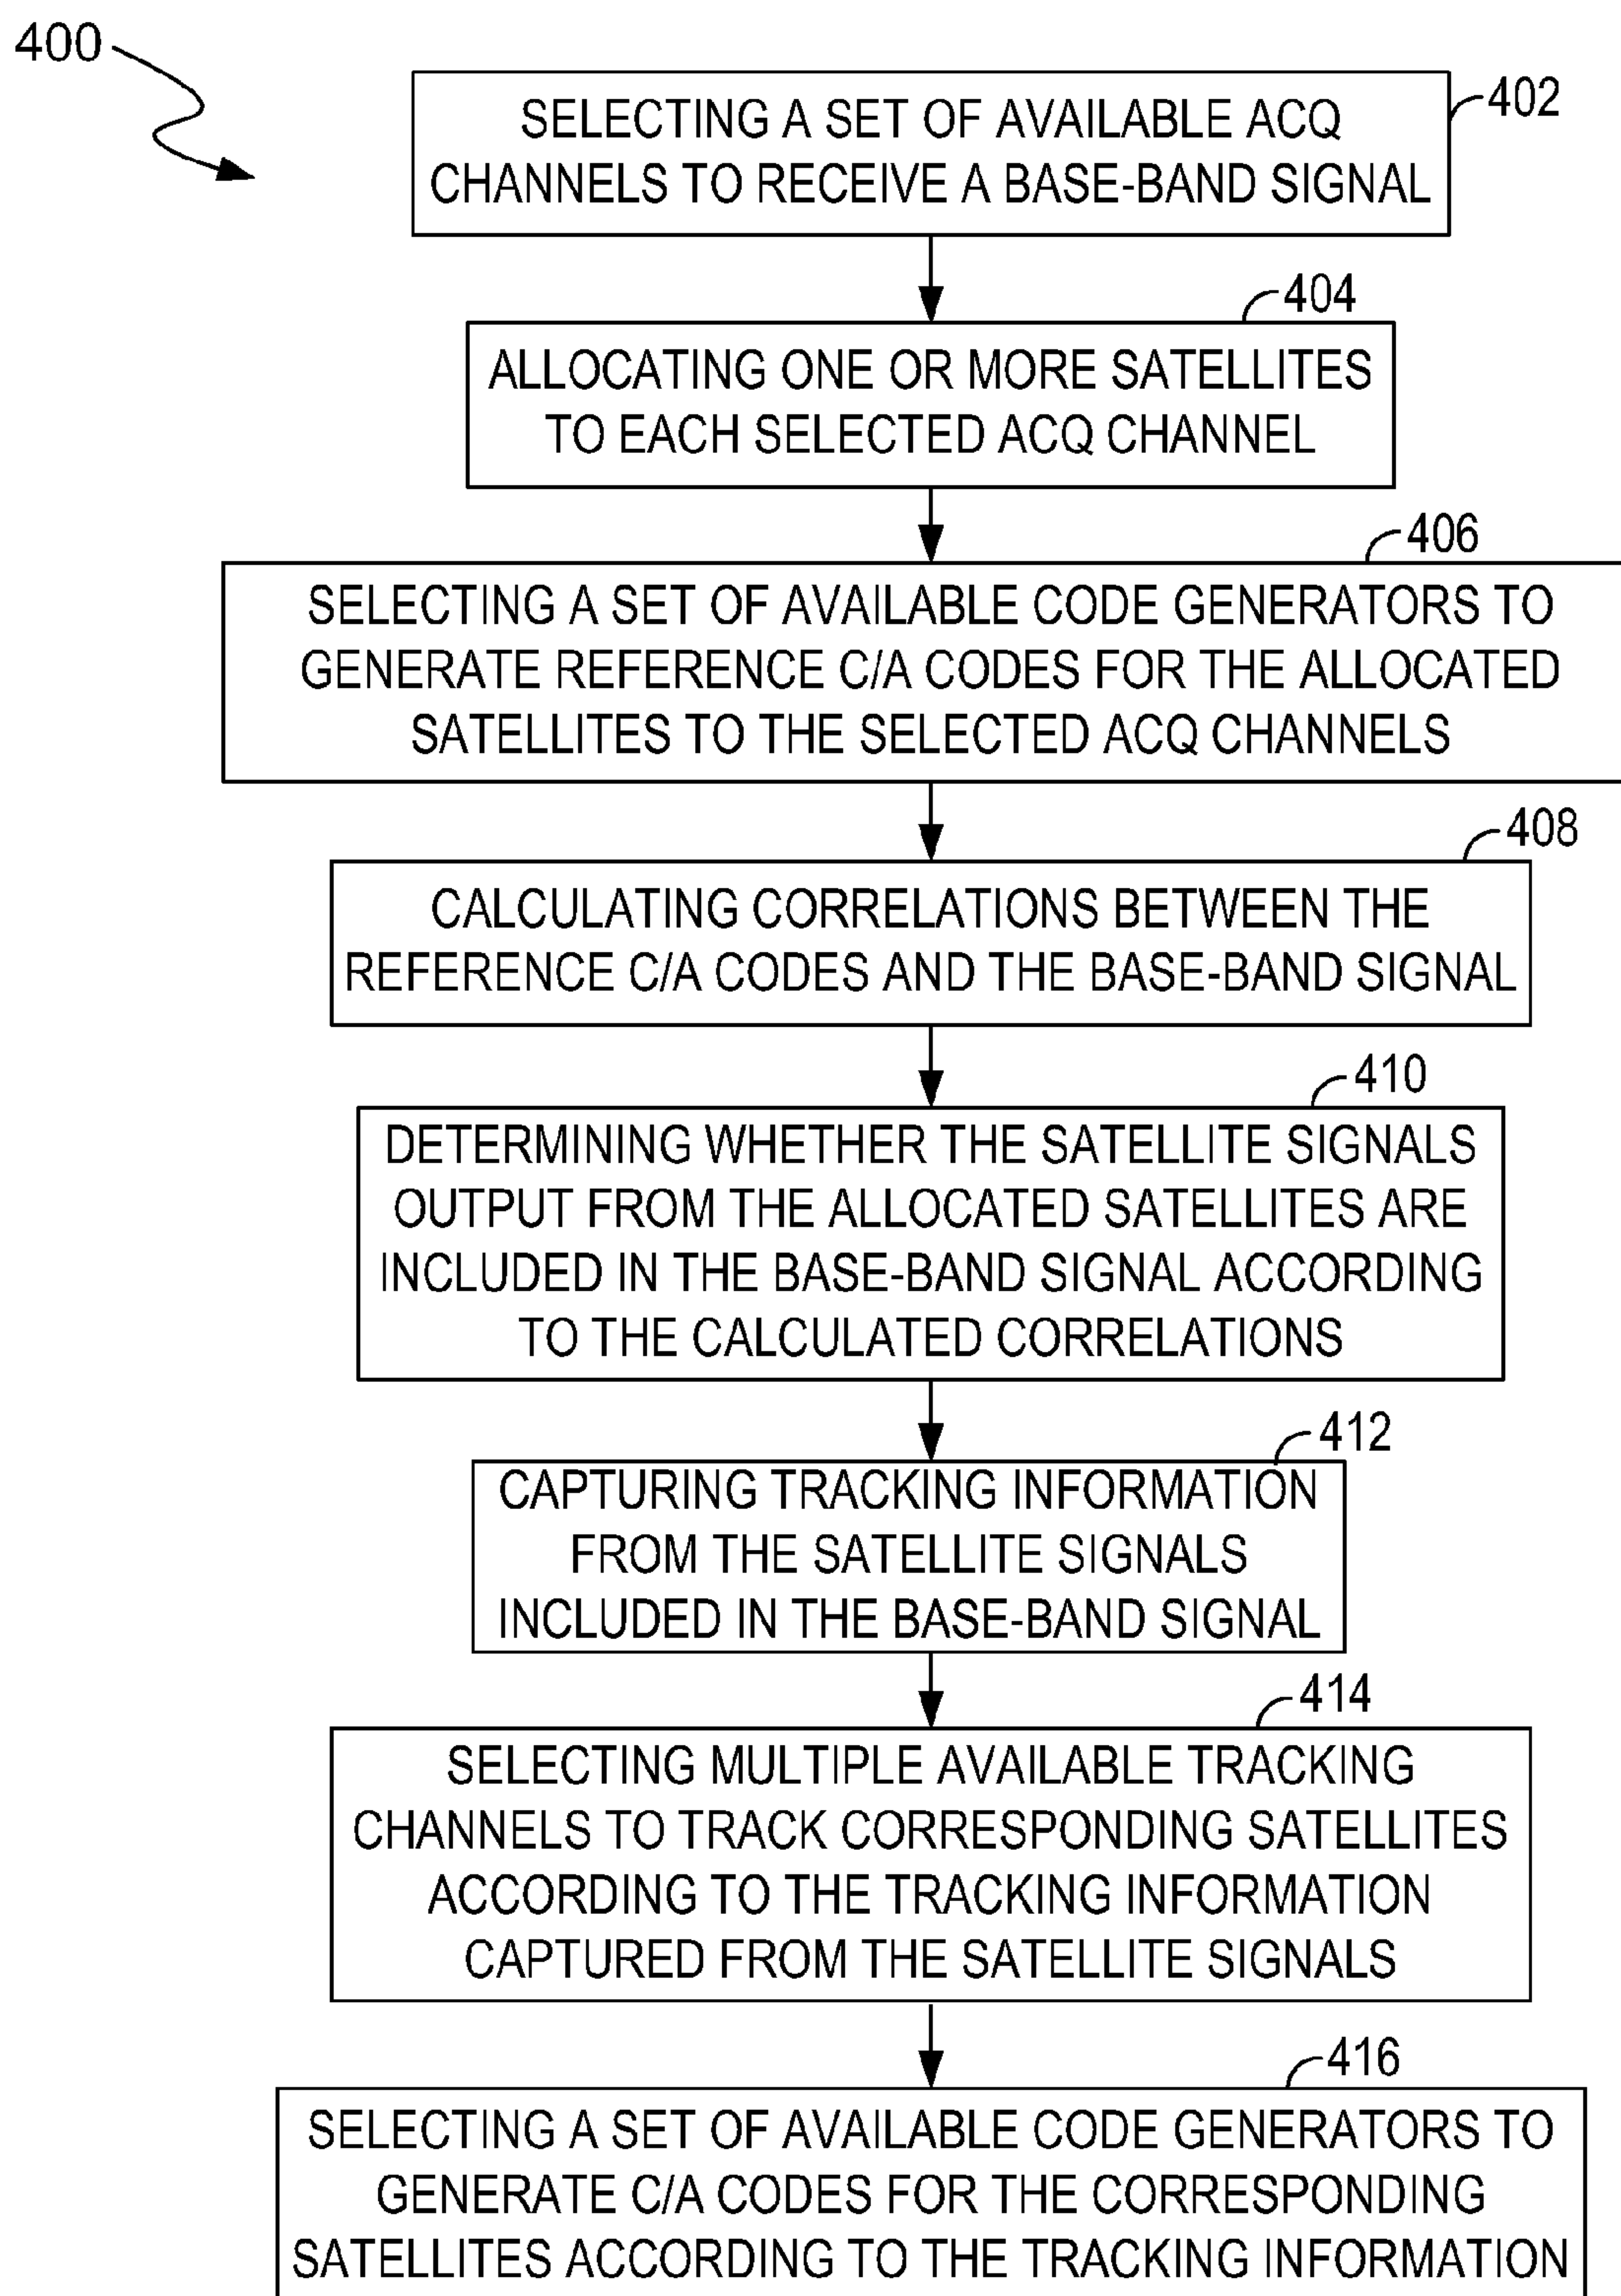 400
402
SELECTING A SET OF AVAILABLE ACQ
CHANNELS TO RECEIVE A BASE-BAND SIGNAL
404
ALLOCATING ONE OR MORE SATELLITES
TO EACH SELECTED ACQ CHANNEL
406
SELECTING A SET OF AVAILABLE CODE GENERATORS TO
GENERATE REFERENCE C/A CODES FOR THE ALLOCATED
SATELLITES TO THE SELECTED ACQ CHANNELS
408
CALCULATING CORRELATIONS BETWEEN THE
REFERENCE C/A CODES AND THE BASE-BAND SIGNAL
410
DETERMINING WHETHER THE SATELLITE SIGNALS
OUTPUT FROM THE ALLOCATED SATELLITES ARE
INCLUDED IN THE BASE-BAND SIGNAL ACCORDING
TO THE CALCULATED CORRELATIONS
412
CAPTURING TRACKING INFORMATION
FROM THE SATELLITE SIGNALS
INCLUDED IN THE BASE-BAND SIGNAL
414
SELECTING MULTIPLE AVAILABLE TRACKING
CHANNELS TO TRACK CORRESPONDING SATELLITES
ACCORDING TO THE TRACKING INFORMATION
CAPTURED FROM THE SATELLITE SIGNALS
416
SELECTING A SET OF AVAILABLE CODE GENERATORS TO
GENERATE C/A CODES FOR THE CORRESPONDING
SATELLITES ACCORDING TO THE TRACKING INFORMATION